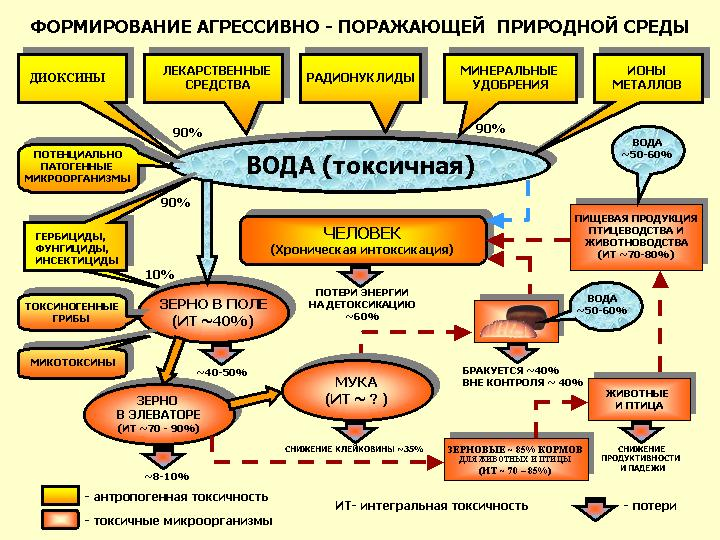 ФОРМИРОВАНИЕ АГРЕССИВНО - ПОРАЖАЮЩЕЙ ПРИРОДНОЙ СРЕДЫ
ДИОКСИНЫ
ЛЕКАРСТВЕННЫЕ
СРЕДСТВА
РАДИОНУКЛИДЫ
МИНЕРАЛЬНЫЕ
УДОБРЕНИЯ
ИОНЫ
МЕТАЛЛОВ
90%
90%
ВОДА
~50-60%
ПОТЕНЦИАЛЬНО
ПАТОГЕННЫЕ
МИКРООРГАНИЗМЫ
ВОДА (токсичная)
90%
ГЕРБИЦИДЫ,
ФУНГИЦИДЫ,
ИНСЕКТИЦИДЫ
ЧЕЛОВЕК
(Хроническая интоксикация)
ПИЩЕВАЯ ПРОДУКЦИЯ
ПТИЦЕВОДСТВА И
ЖИВОТНОВОДСТВА
(ИТ ~70-80%)
10%
ТОКСИНОГЕННЫЕ
ГРИБЫ
ЗЕРНО В ПОЛЕ
(ИТ ~40%)
ПОТЕРИ ЭНЕРГИИ
НА ДЕТОКСИКАЦИЮ
~60%
ВОДА
~50-60%
МИКОТОКСИНЫ
~40-50%
МУКА
(ИТ ~ ? )
БРАКУЕТСЯ ~40%
ВНЕ КОНТРОЛЯ ~ 40%
ЖИВОТНЫЕ
И ПТИЦА
ЗЕРНО
В ЭЛЕВАТОРЕ
(ИТ ~70 - 90%)
СНИЖЕНИЕ КЛЕЙКОВИНЫ ~35%
ЗЕРНОВЫЕ ~ 85% КОРМОВ
ДЛЯ ЖИВОТНЫХ И ПТИЦЫ
(ИТ ~ 70 – 85%)
СНИЖЕНИЕ
ПРОДУКТИВНОСТИ
И ПАДЕЖИ
~8-10%
- антропогенная токсичность
ИТ- интегральная токсичность
- потери
- токсичные микроорганизмы